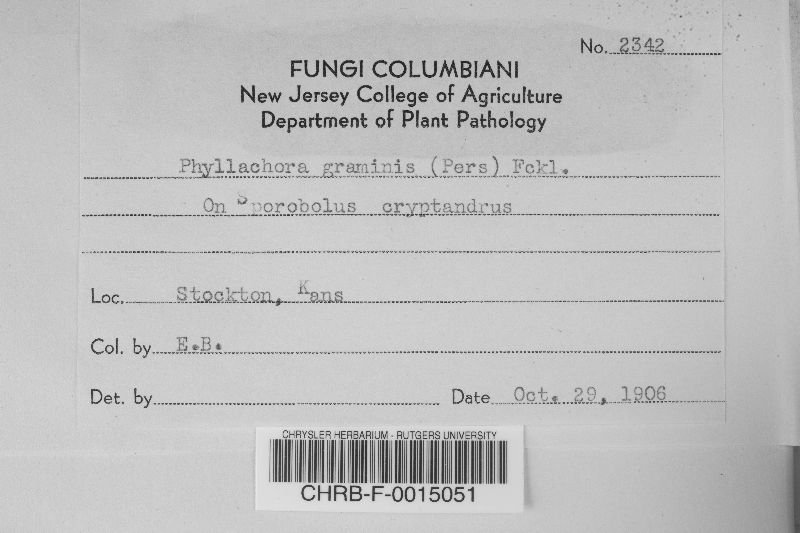 No. 2342
FUNGI COLUMBIANI
New Jersey College of Agriculture
Department of Plant Pathology
Phyllachora graminis (Pers) Fckl.
On Sporobolus cryptandrus
Loc. Stockton, Kans
Col. by E.B.
Det. by
Date Oct. 29, 1906
CHRYSLER HERBARIUM - RUTGERS UNIVERSITY
CHRB-F-0015051